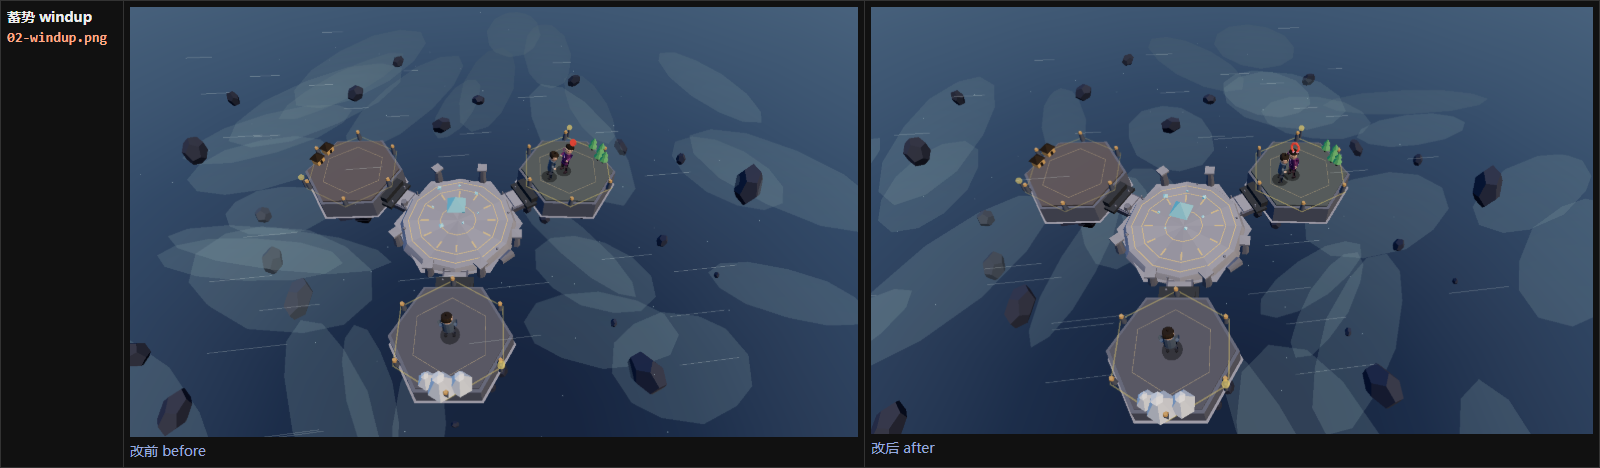 蓄势 windup
02-windup.png
改前 before
改后 after